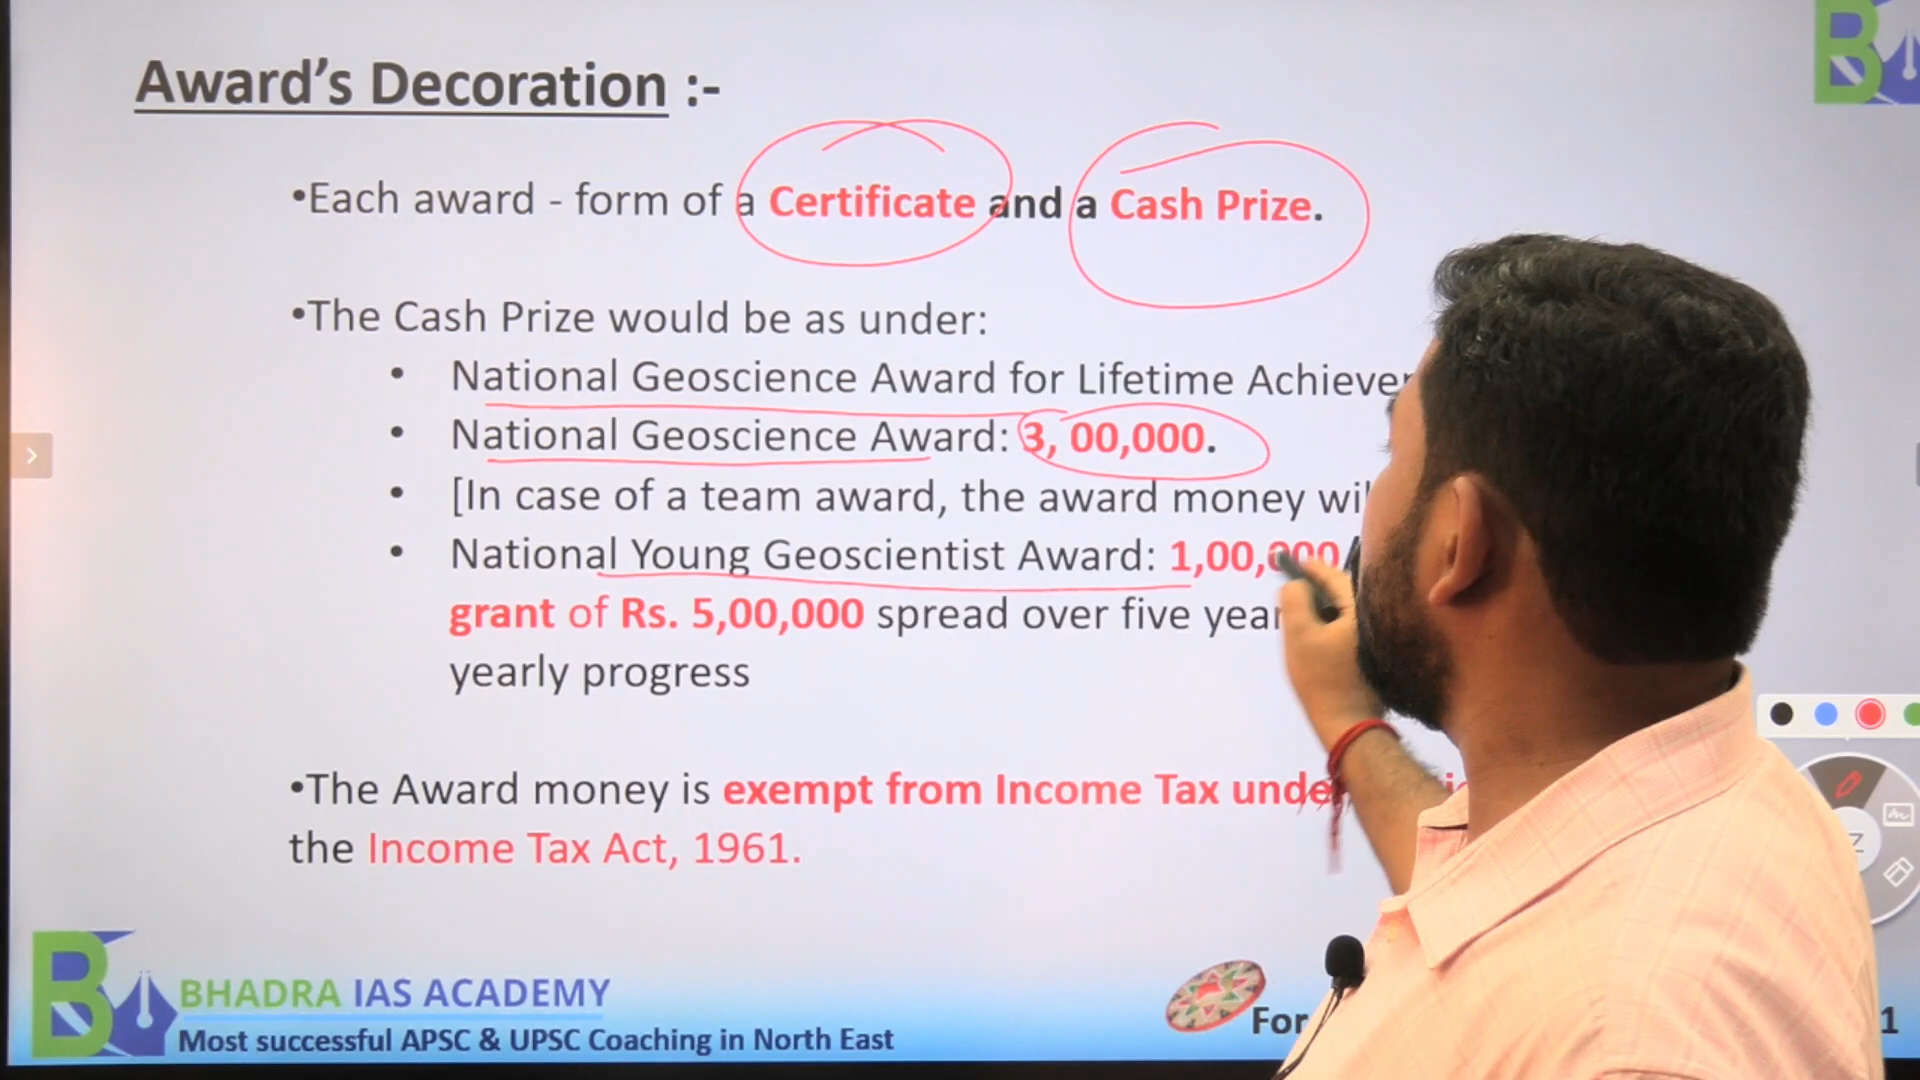 Award's Decoration :-
•Each award - form of a Certificate and a Cash Prize.
•The Cash Prize would be as under:
• National Geoscience Award for Lifetime
• National Geoscience Award: 3, 00,000.
• [In case of a team award, the award money
• National Young Geoscientist Award: 1,00,000/
grant of Rs. 5,00,000 spread over five
yearly progress
•The Award money is exempt from Income Tax under
the Income Tax Act, 1961.
BHADRA IAS ACADEMY
Most successful APSC & UPSC Coaching in North East
For
1